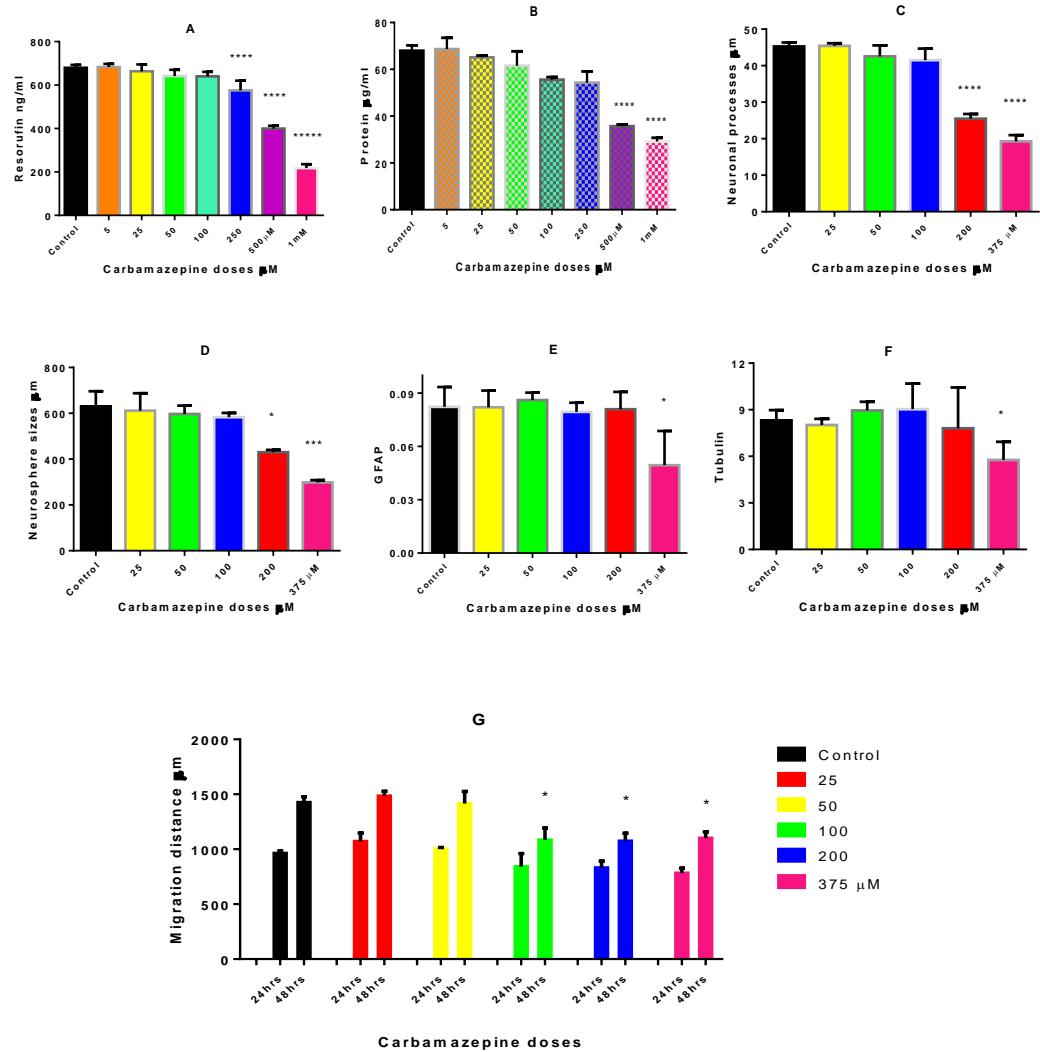 A
Resorufin ng/ml
800
600
400
200
0
****
****
*****
Control
5
25
50
100
250
500µM
1mM
Carbamazepine doses µM
B
Protein µg/ml
80
60
40
20
0
****
****
Control
5
25
50
100
250
500µM
1mM
Carbamazepine doses µM
C
Neuronal processes µm
50
40
30
20
10
0
****
****
Control
25
50
100
200
375 µM
Carbamazepine doses µM
D
Neurosphere sizes µm
800
600
400
200
0
*
***
Control
25
50
100
200
375 µM
Carbamazepine doses µM
E
GFAP
0.09
0.06
0.03
0.00
*
Control
25
50
100
200
375 µM
Carbamazepine doses µM
F
Tubulin
12
9
6
3
0
*
Control
25
50
100
200
375 µM
Carbamazepine doses µM
G
Migration distance µm
2000
1500
1000
500
0
*
*
*
24hrs
48hrs
24hrs
48hrs
24hrs
48hrs
24hrs
48hrs
24hrs
48hrs
24hrs
48hrs
Carbamazepine doses
Control
25
50
100
200
375 µM